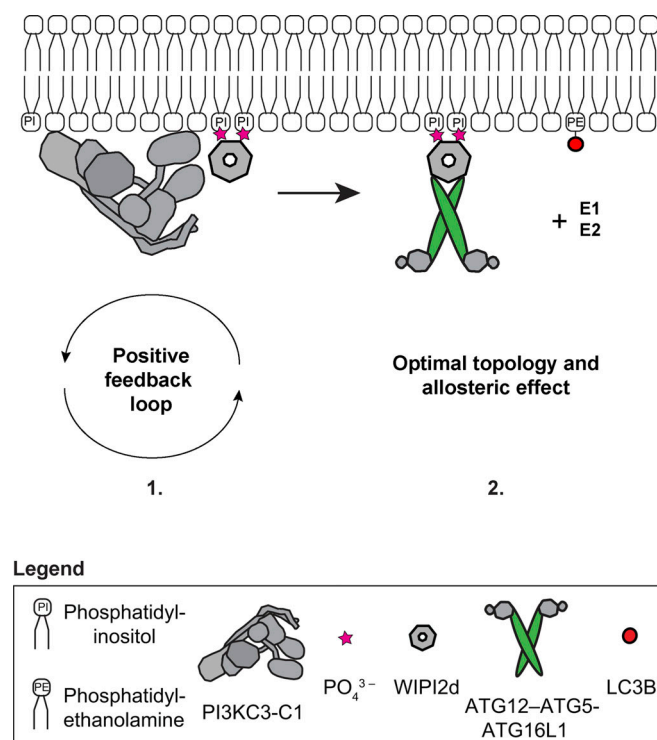 PI PI PI PI PI PE
+ E1
E2
Positive
feedback
loop
Optimal topology and
allosteric effect
1. 2.
Legend
PI
Phosphatidyl-
inositol
PE
Phosphatidyl-
ethanolamine
PI3KC3-C1
PO₄³⁻
WIPI2d
ATG12–ATG5-
ATG16L1
LC3B